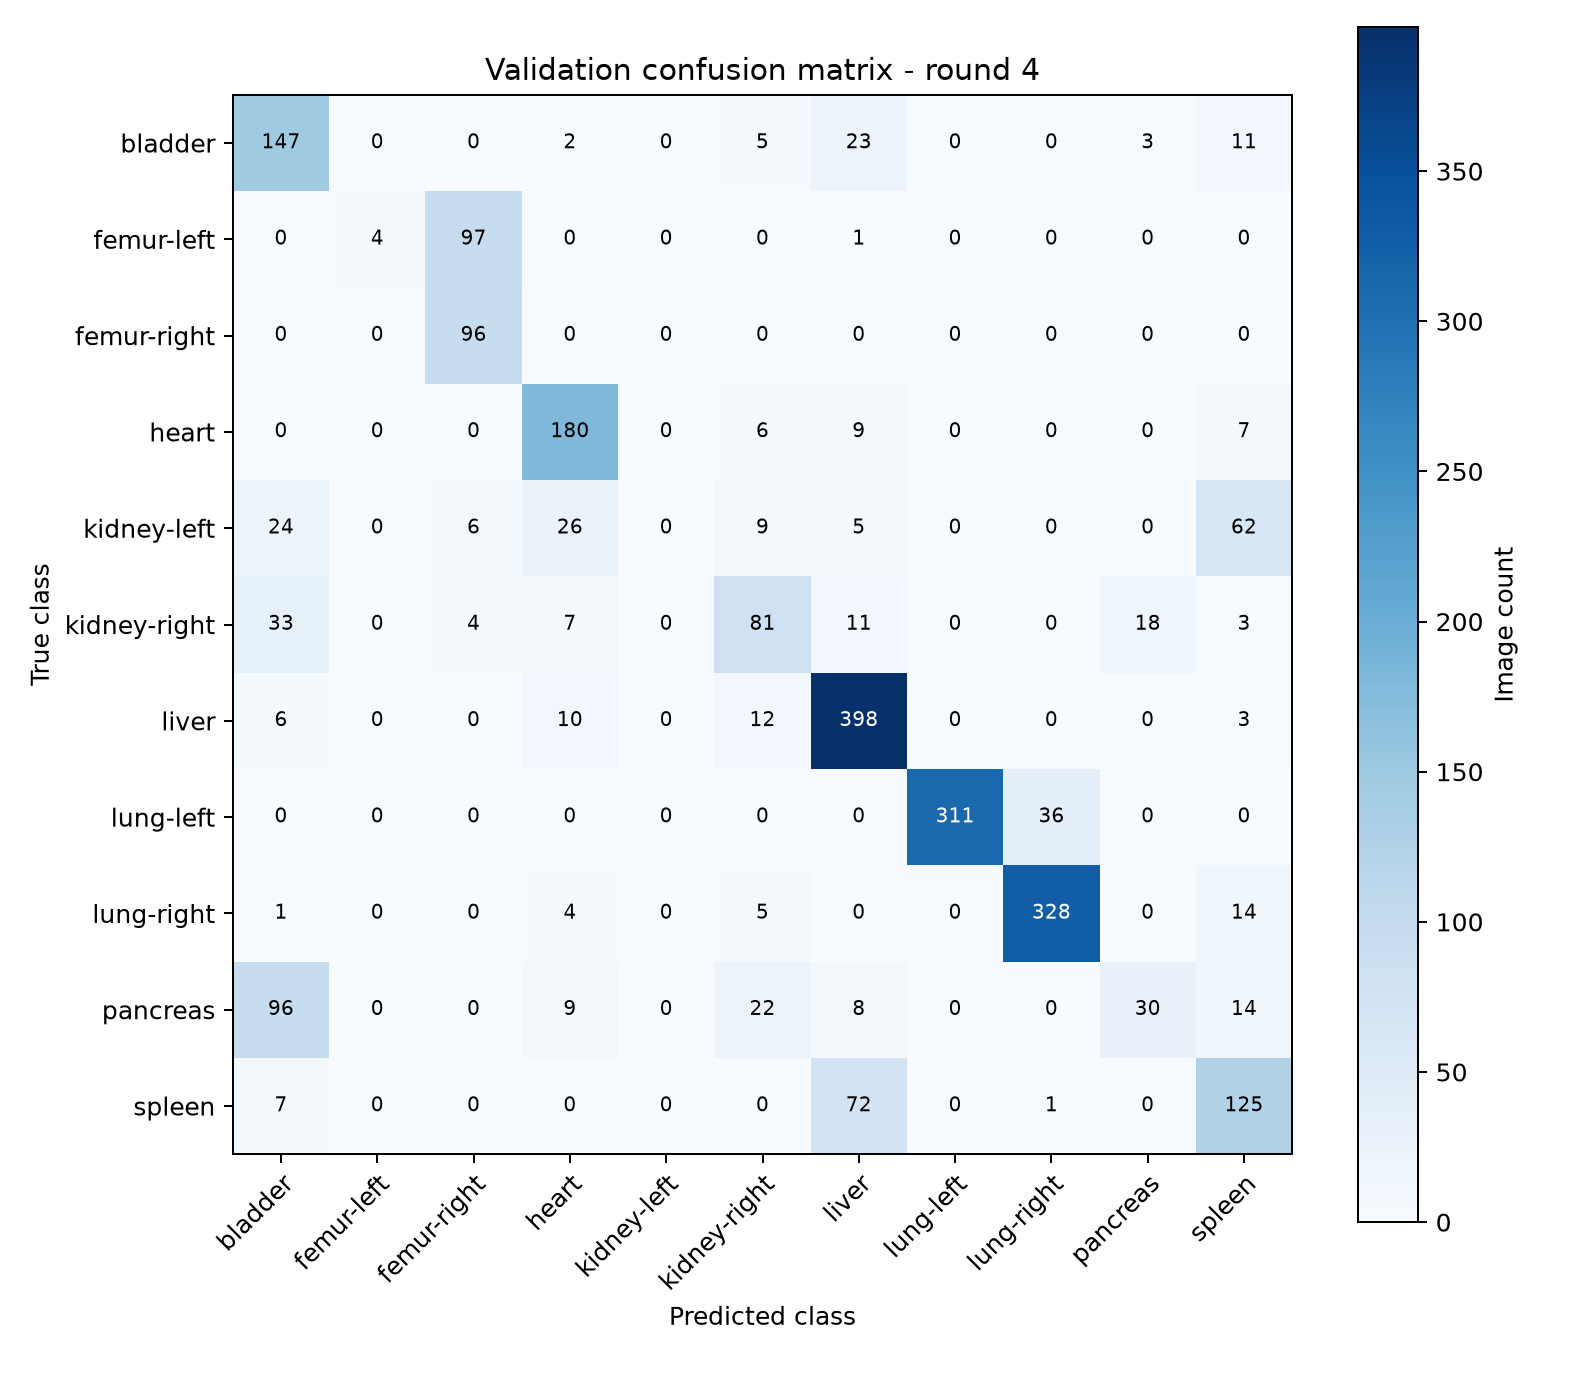 Validation confusion matrix - round 4
bladder 147 0 0 2 0 5 23 0 0 3 11
femur-left 0 4 97 0 0 0 1 0 0 0 0
femur-right 0 0 96 0 0 0 0 0 0 0 0
heart 0 0 0 180 0 6 9 0 0 0 7
kidney-left 24 0 6 26 0 9 5 0 0 0 62
kidney-right 33 0 4 7 0 81 11 0 0 18 3
liver 6 0 0 10 0 12 398 0 0 0 3
lung-left 0 0 0 0 0 0 0 311 36 0 0
lung-right 1 0 0 4 0 5 0 0 328 0 14
pancreas 96 0 0 9 0 22 8 0 0 30 14
spleen 7 0 0 0 0 0 72 0 1 0 125
True class
bladder femur-left femur-right heart kidney-left kidney-right liver lung-left lung-right pancreas spleen
Predicted class
350
300
250
200
150
100
50
0
Image count